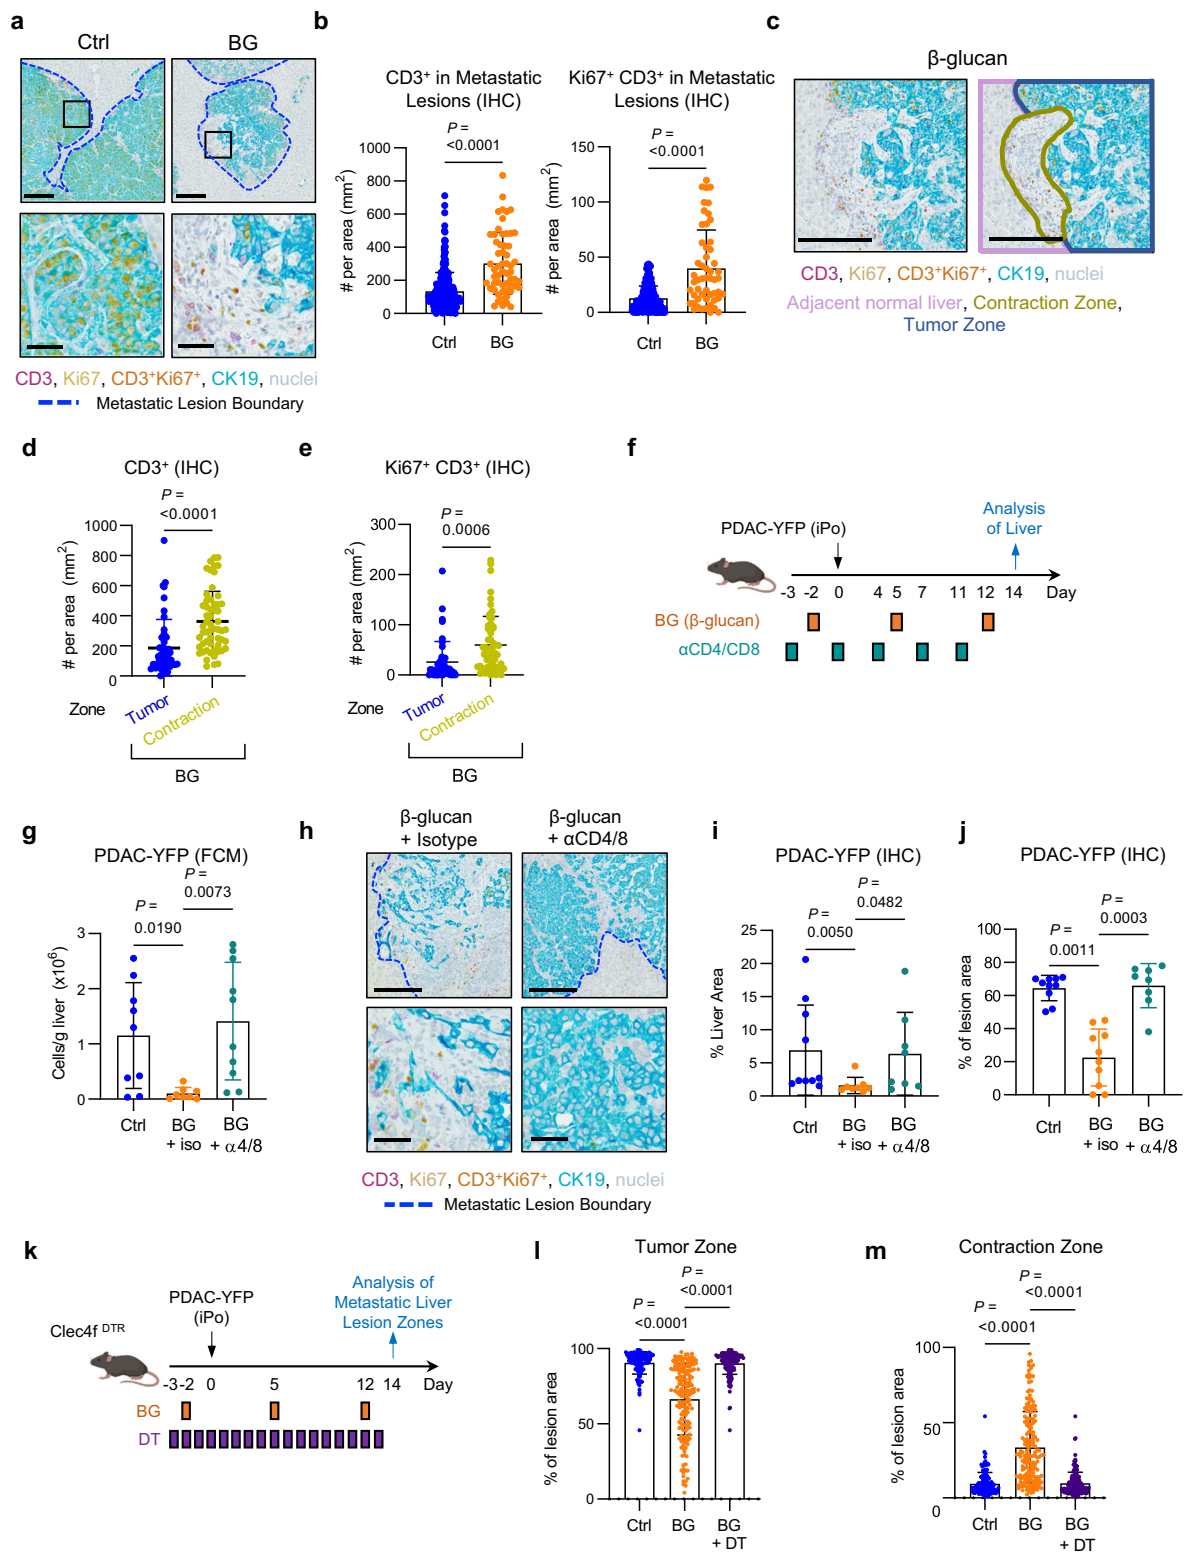 a
Ctrl
BG
CD3, Ki67, CD3⁺Ki67⁺, CK19, nuclei
Metastatic Lesion Boundary
b
CD3⁺ in Metastatic
Lesions (IHC)
P =
<0.0001
# per area (mm²)
1000
800
600
400
200
0
Ctrl
BG
Ki67⁺ CD3⁺ in Metastatic
Lesions (IHC)
P =
<0.0001
# per area (mm²)
150
100
50
0
Ctrl
BG
c
β-glucan
CD3, Ki67, CD3⁺Ki67⁺, CK19, nuclei
Adjacent normal liver, Contraction Zone,
Tumor Zone
d
CD3⁺ (IHC)
P =
<0.0001
# per area (mm²)
1000
800
600
400
200
0
Zone
Tumor
Contraction
BG
e
Ki67⁺ CD3⁺ (IHC)
P =
0.0006
# per area (mm²)
300
200
100
0
Zone
Tumor
Contraction
BG
f
Analysis
of Liver
PDAC-YFP (iPo)
-3 -2 0 4 5 7 11 12 14 Day
BG (β-glucan)
αCD4/CD8
g
PDAC-YFP (FCM)
P =
0.0073
P =
0.0190
Cells/g liver (x10⁶)
3
2
1
0
Ctrl
BG
+ iso
BG
+ α4/8
h
β-glucan
+ Isotype
β-glucan
+ αCD4/8
CD3, Ki67, CD3⁺Ki67⁺, CK19, nuclei
Metastatic Lesion Boundary
i
PDAC-YFP (IHC)
P =
0.0482
P =
0.0050
% Liver Area
25
20
15
10
5
0
Ctrl
BG
+ iso
BG
+ α4/8
j
PDAC-YFP (IHC)
P =
0.0003
P =
0.0011
% of lesion area
100
80
60
40
20
0
Ctrl
BG
+ iso
BG
+ α4/8
k
Analysis of
Metastatic Liver
Lesion Zones
PDAC-YFP
(iPo)
Clec4f DTR
-3 -2 0 5 12 14 Day
BG
DT
l
Tumor Zone
P =
<0.0001
P =
<0.0001
% of lesion area
100
50
0
Ctrl
BG
BG
+ DT
m
Contraction Zone
P =
<0.0001
P =
<0.0001
% of lesion area
100
50
0
Ctrl
BG
BG
+ DT